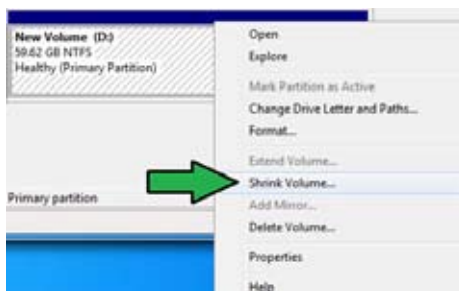 New Volume (D:)
59.62 GB NTFS
Healthy (Primary Partition)
Primary partition
Open
Explore
Mark Partition as Active
Change Drive Letter and Paths...
Format...
Extend Volume...
Shrink Volume...
Add Mirror...
Delete Volume...
Properties
Help